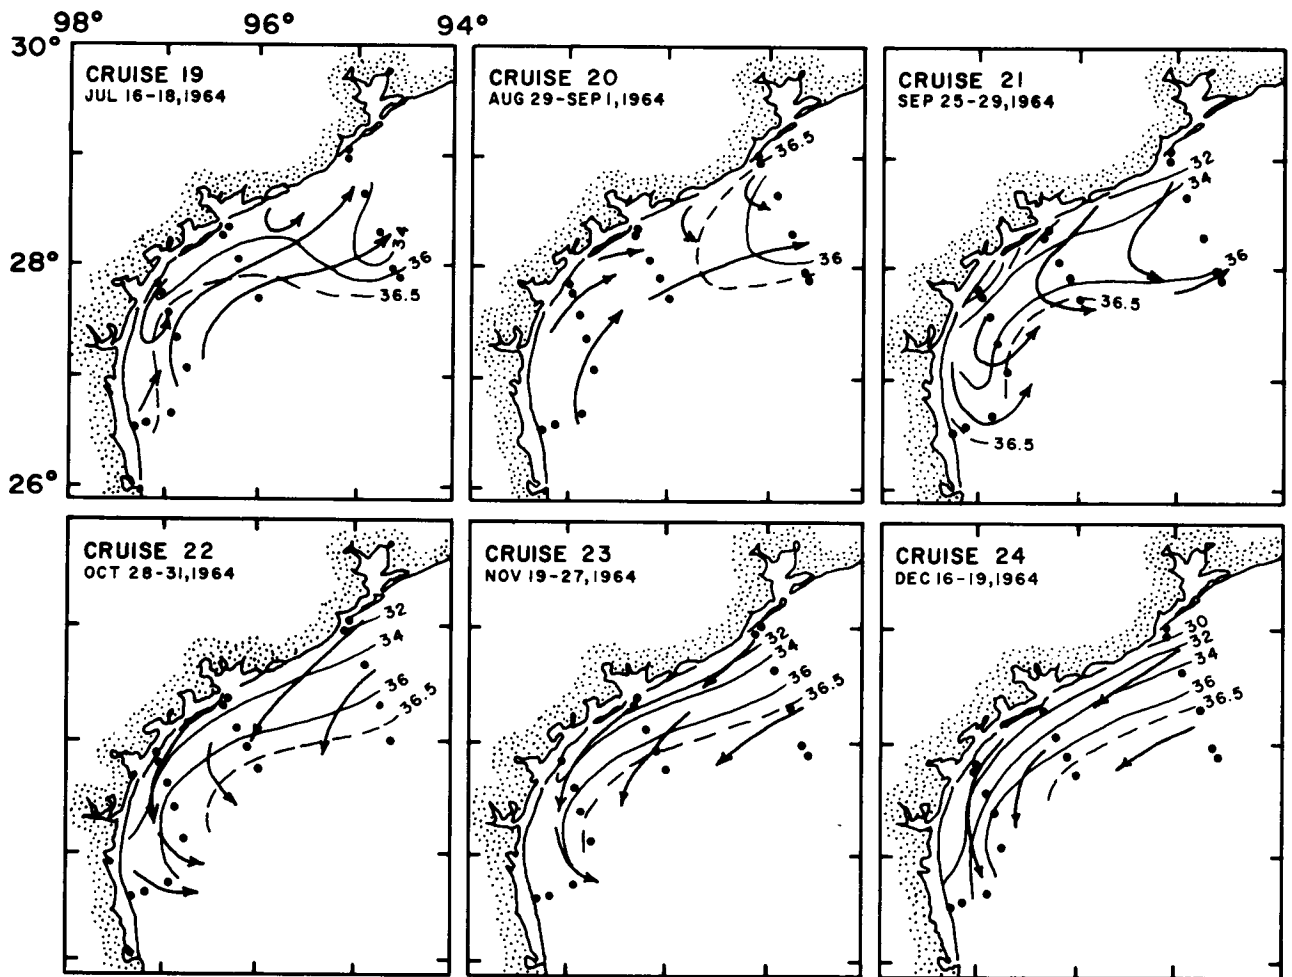 98° 96° 94°
30°
28°
26°
CRUISE 19
JUL 16-18,1964
34
36
36.5
CRUISE 20
AUG 29-SEP 1,1964
36.5
36
CRUISE 21
SEP 25-29,1964
32
34
36
36.5
36.5
CRUISE 22
OCT 28-31,1964
32
34
36
36.5
CRUISE 23
NOV 19-27,1964
32
34
36
36.5
CRUISE 24
DEC 16-19,1964
30
32
34
36
36.5